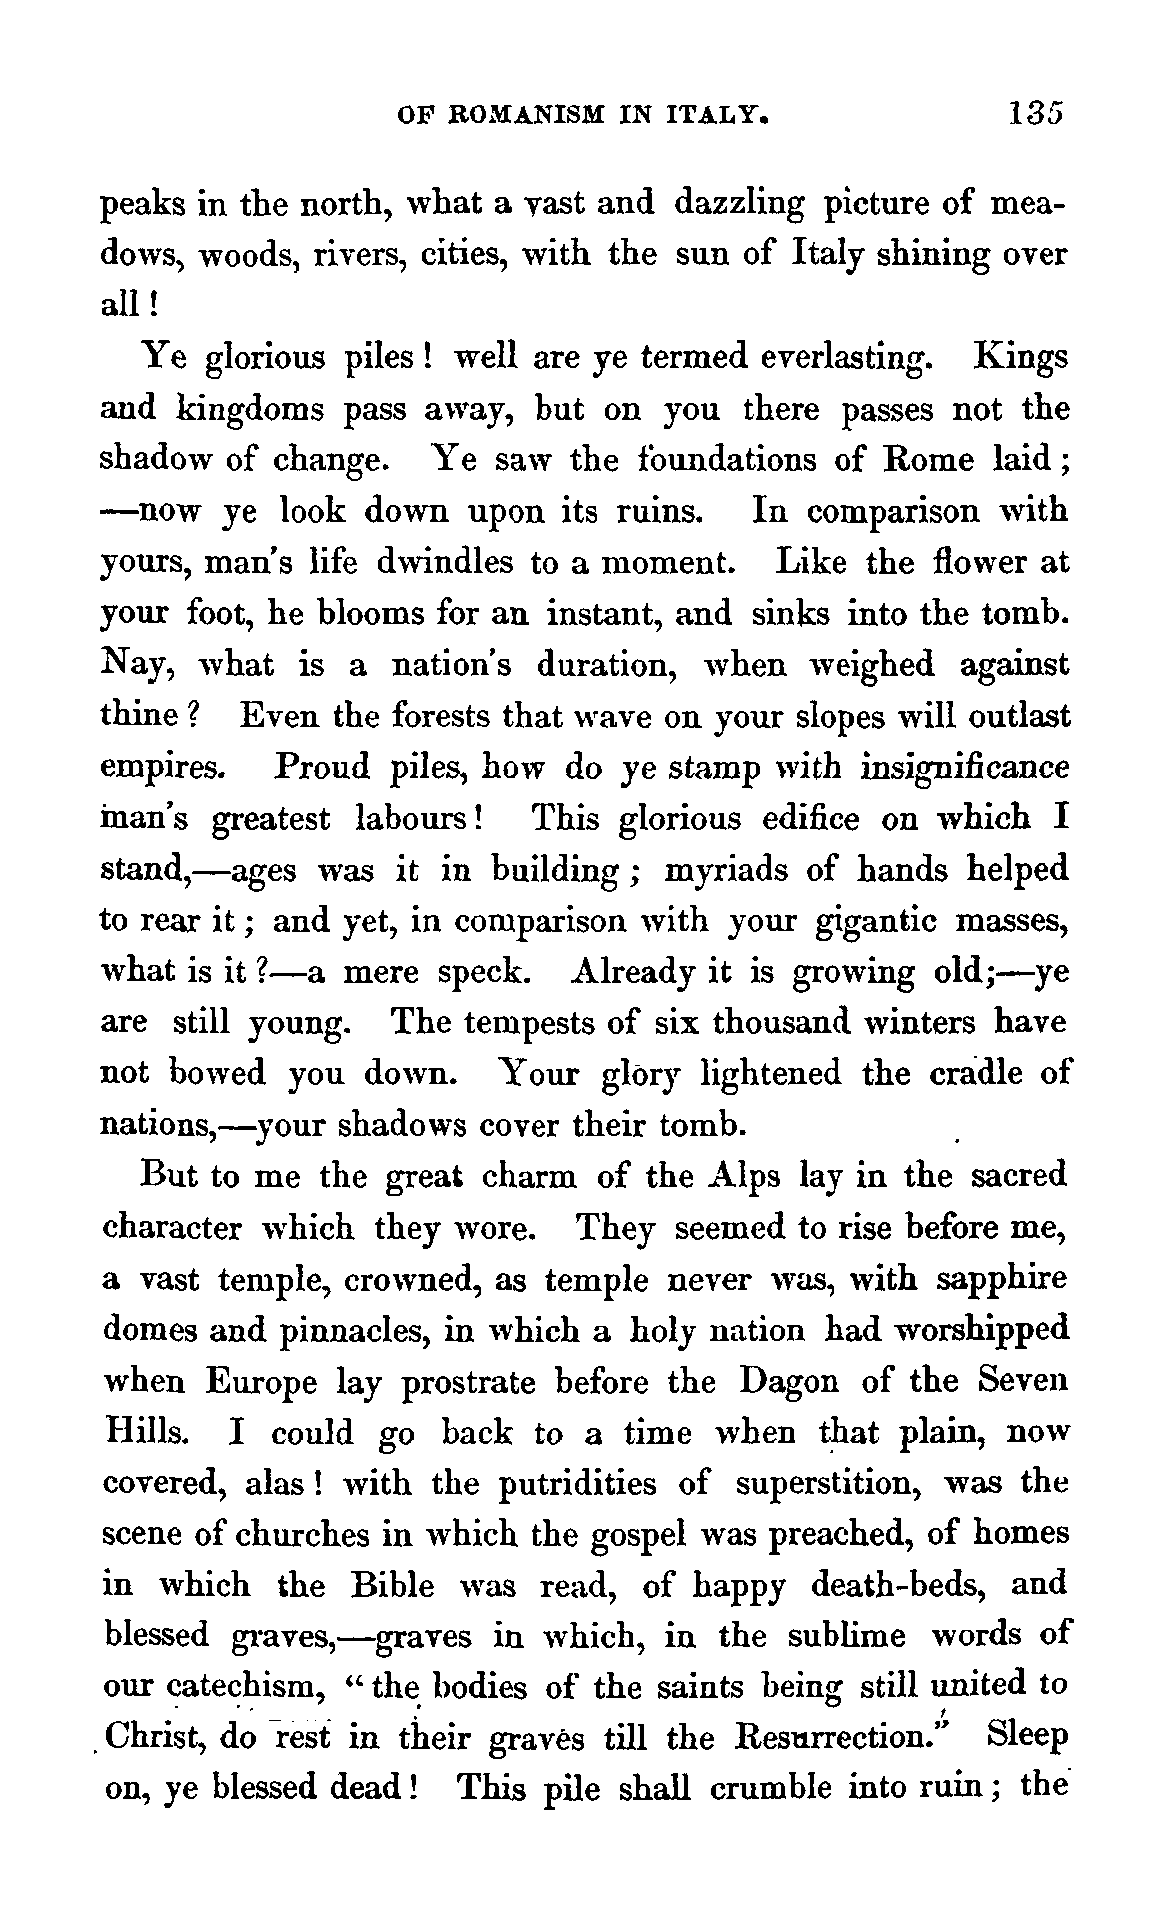 OF ROMANISM IN ITALY. 135
peaks in the north, what a vast and dazzling picture of mea-
dows, woods, rivers, cities, with the sun of Italy shining over
all !
Ye glorious piles ! well are ye termed everlasting. Kings
and kingdoms pass away, but on you there passes not the
shadow of change. Ye saw the foundations of Rome laid ;
—now ye look down upon its ruins. In comparison with
yours, man's life dwindles to a moment. Like the flower at
your foot, he blooms for an instant, and sinks into the tomb.
Nay, what is a nation's duration, when weighed against
thine ? Even the forests that wave on your slopes will outlast
empires. Proud piles, how do ye stamp with insignificance
man's greatest labours ! This glorious edifice on which I
stand,—ages was it in building ; myriads of hands helped
to rear it ; and yet, in comparison with your gigantic masses,
what is it ?—a mere speck. Already it is growing old;—ye
are still young. The tempests of six thousand winters have
not bowed you down. Your glory lightened the cradle of
nations,—your shadows cover their tomb.
But to me the great charm of the Alps lay in the sacred
character which they wore. They seemed to rise before me,
a vast temple, crowned, as temple never was, with sapphire
domes and pinnacles, in which a holy nation had worshipped
when Europe lay prostrate before the Dagon of the Seven
Hills. I could go back to a time when that plain, now
covered, alas ! with the putridities of superstition, was the
scene of churches in which the gospel was preached, of homes
in which the Bible was read, of happy death-beds, and
blessed graves,—graves in which, in the sublime words of
our catechism, “ the bodies of the saints being still united to
Christ, do rest in their graves till the Resurrection.” Sleep
on, ye blessed dead ! This pile shall crumble into ruin ; the